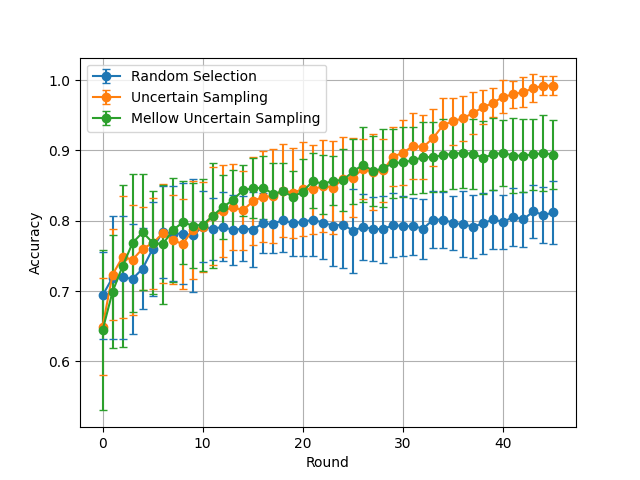 Random Selection
Uncertain Sampling
Mellow Uncertain Sampling
1.0
0.9
0.8
0.7
0.6
Accuracy
0
10
20
30
40
Round